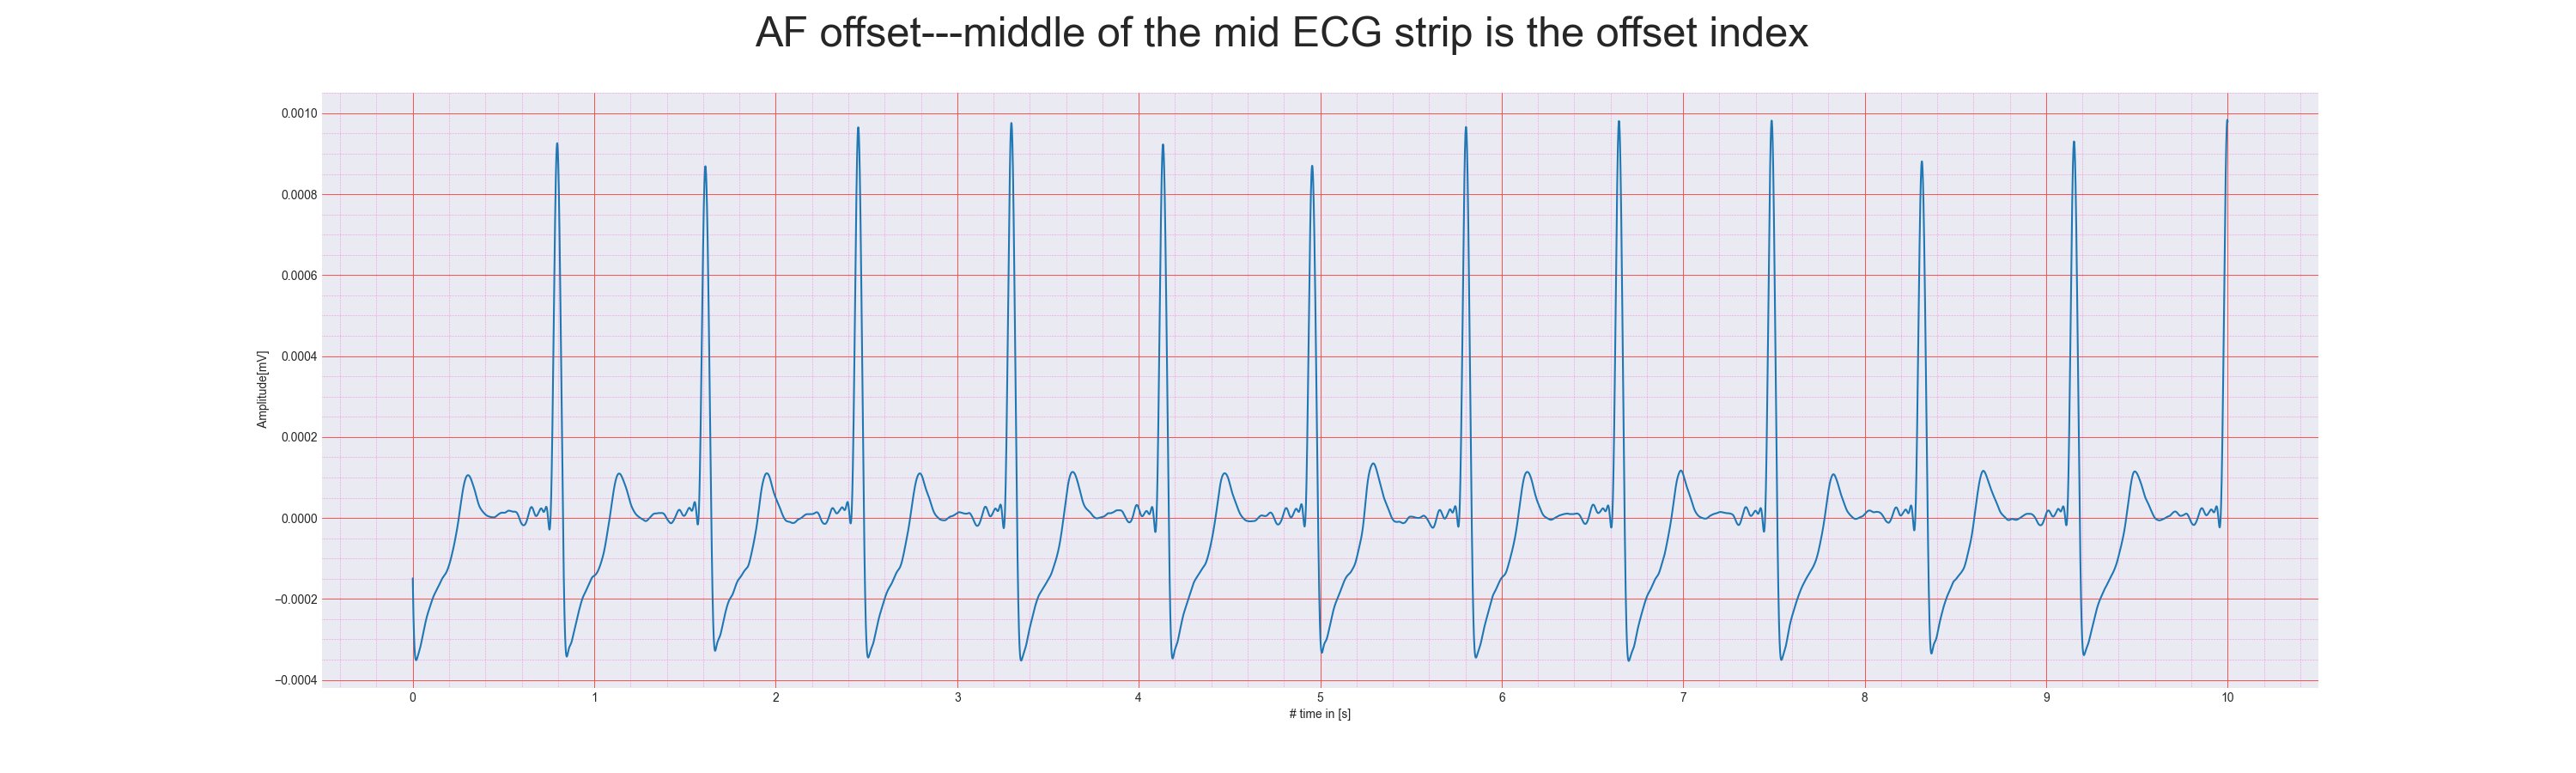 AF offset---middle of the mid ECG strip is the offset index
0.0010
0.0008
0.0006
0.0004
0.0002
0.0000
−0.0002
−0.0004
Amplitude[mV]
0 1 2 3 4 5 6 7 8 9 10
# time in [s]